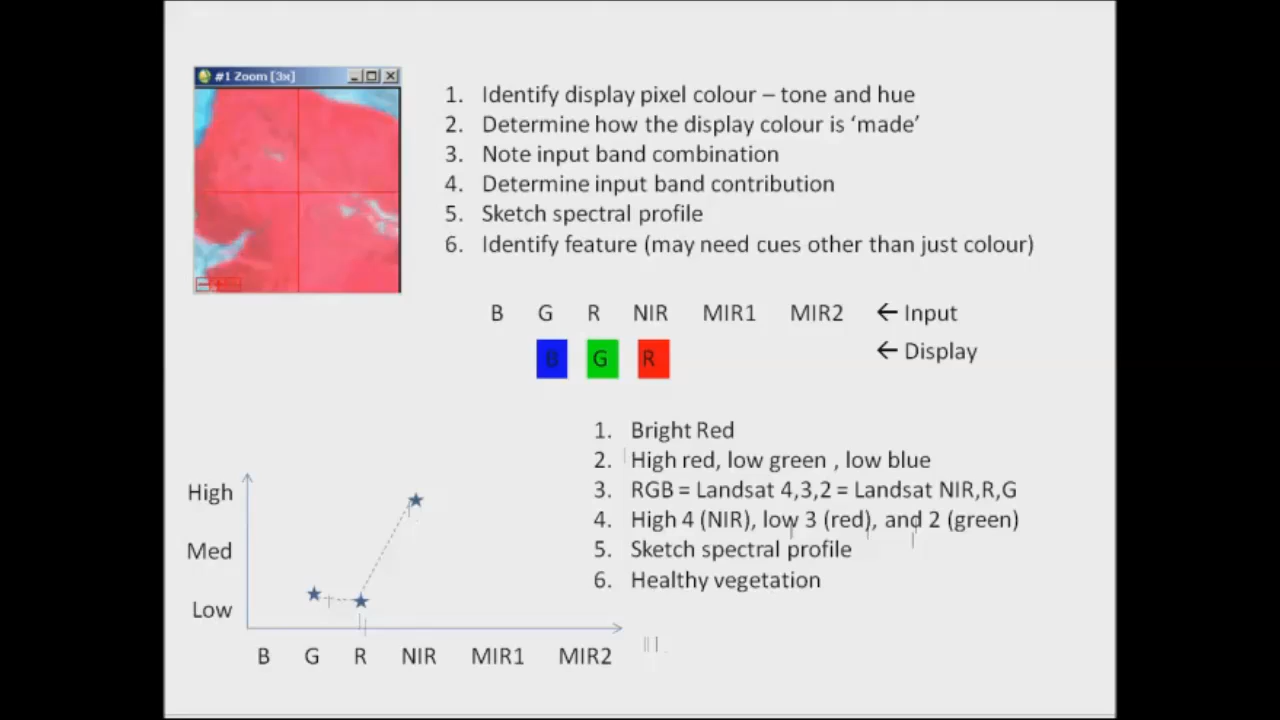 #1 Zoom [3x]
1. Identify display pixel colour – tone and hue
2. Determine how the display colour is ‘made’
3. Note input band combination
4. Determine input band contribution
5. Sketch spectral profile
6. Identify feature (may need cues other than just colour)
B G R NIR MIR1 MIR2 ← Input
B G R ← Display
1. Bright Red
2. High red, low green , low blue
3. RGB = Landsat 4,3,2 = Landsat NIR,R,G
4. High 4 (NIR), low 3 (red), and 2 (green)
5. Sketch spectral profile
6. Healthy vegetation
High
Med
Low
B G R NIR MIR1 MIR2